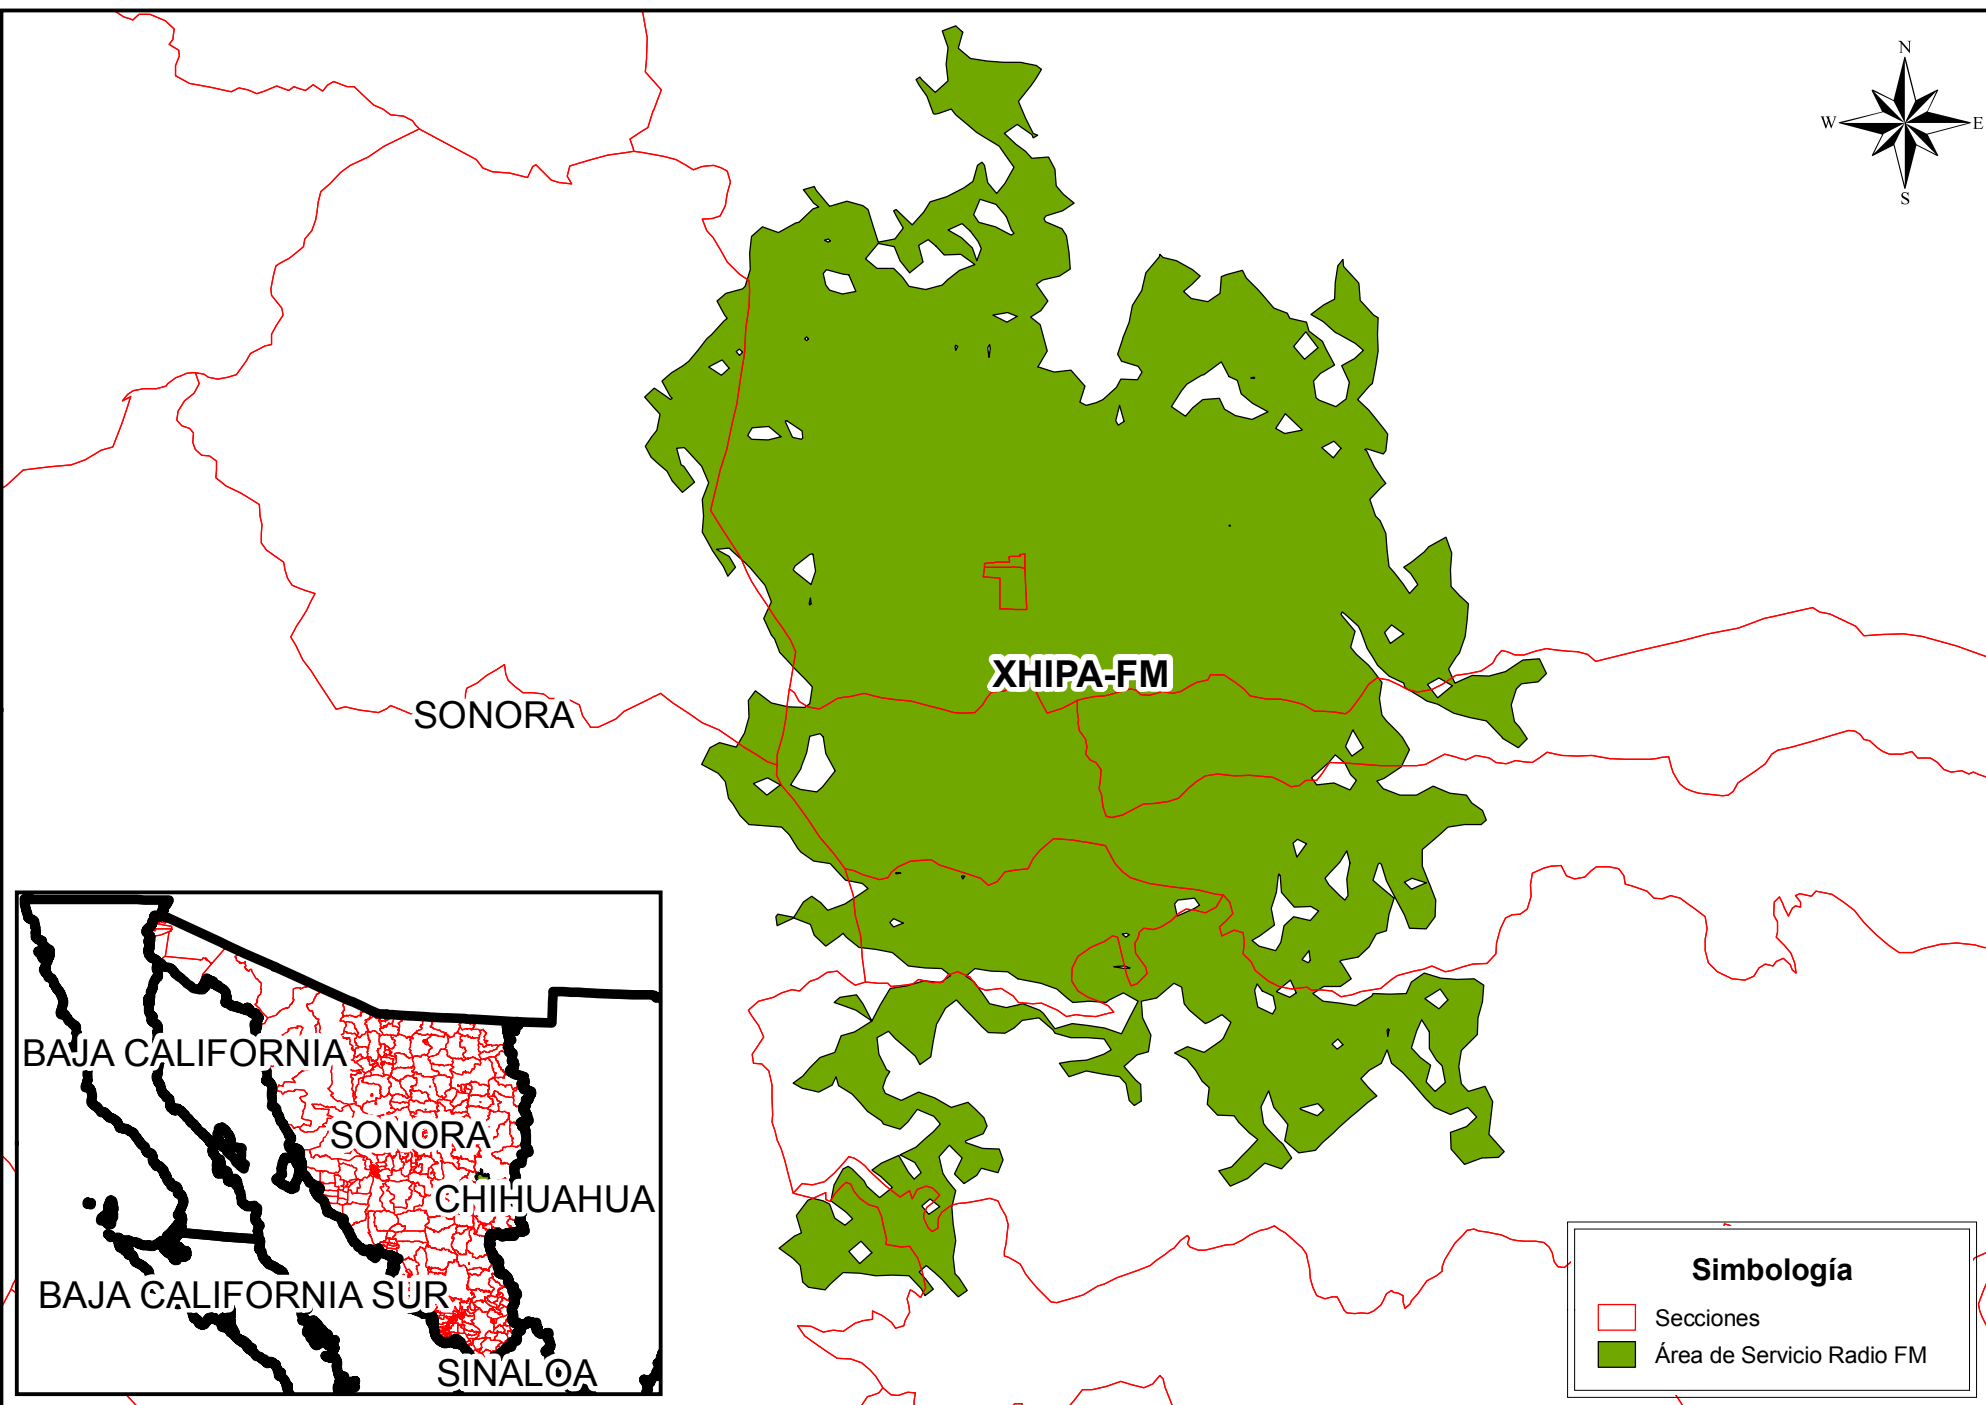 N
W E
S
XHIPA-FM
SONORA
BAJA CALIFORNIA
SONORA
CHIHUAHUA
BAJA CALIFORNIA SUR
SINALOA
Simbología
Secciones
Área de Servicio Radio FM